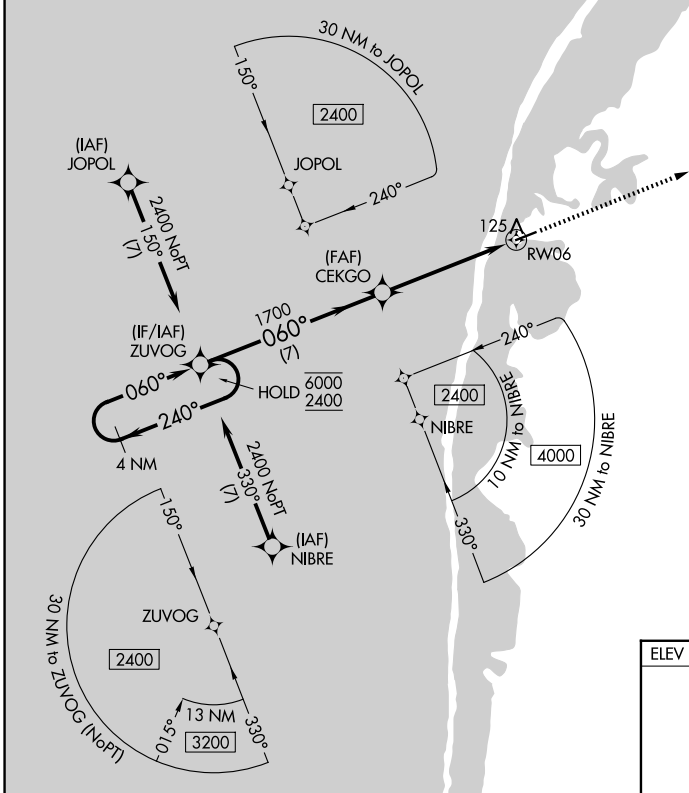 30 NM to JOPOL
150°
2400
JOPOL
240°
(IAF)
JOPOL
2400 NoPT
150°
(7)
125
RW06
(FAF)
CEKGO
1700
060°
(7)
(IF/IAF)
ZUVOG
060°
240°
HOLD 6000
2400
4 NM
240°
2400
NIBRE
10 NM to NIBRE
4000
30 NM to NIBRE
330°
2400 NoPT
330°
(7)
(IAF)
NIBRE
150°
ZUVOG
2400
30 NM to ZUVOG (NoPT)
13 NM
015°
3200
330°
ELEV